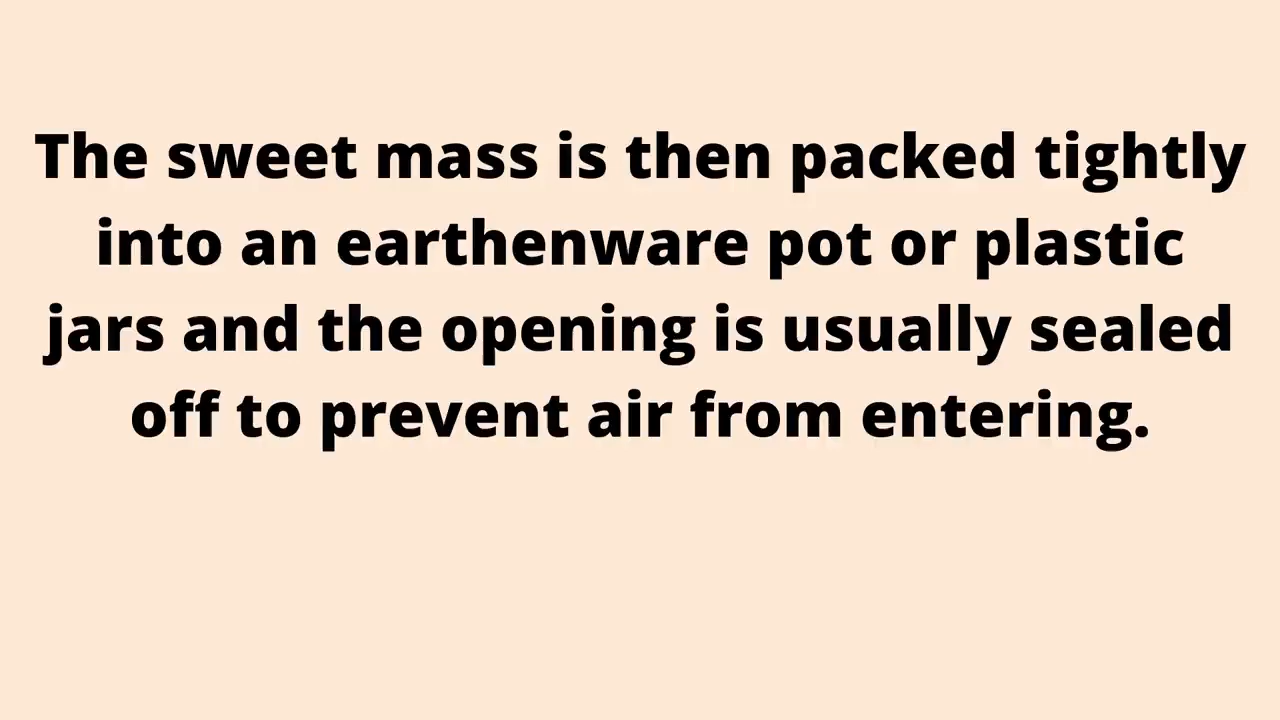 The sweet mass is then packed tightly
into an earthenware pot or plastic
jars and the opening is usually sealed
off to prevent air from entering.